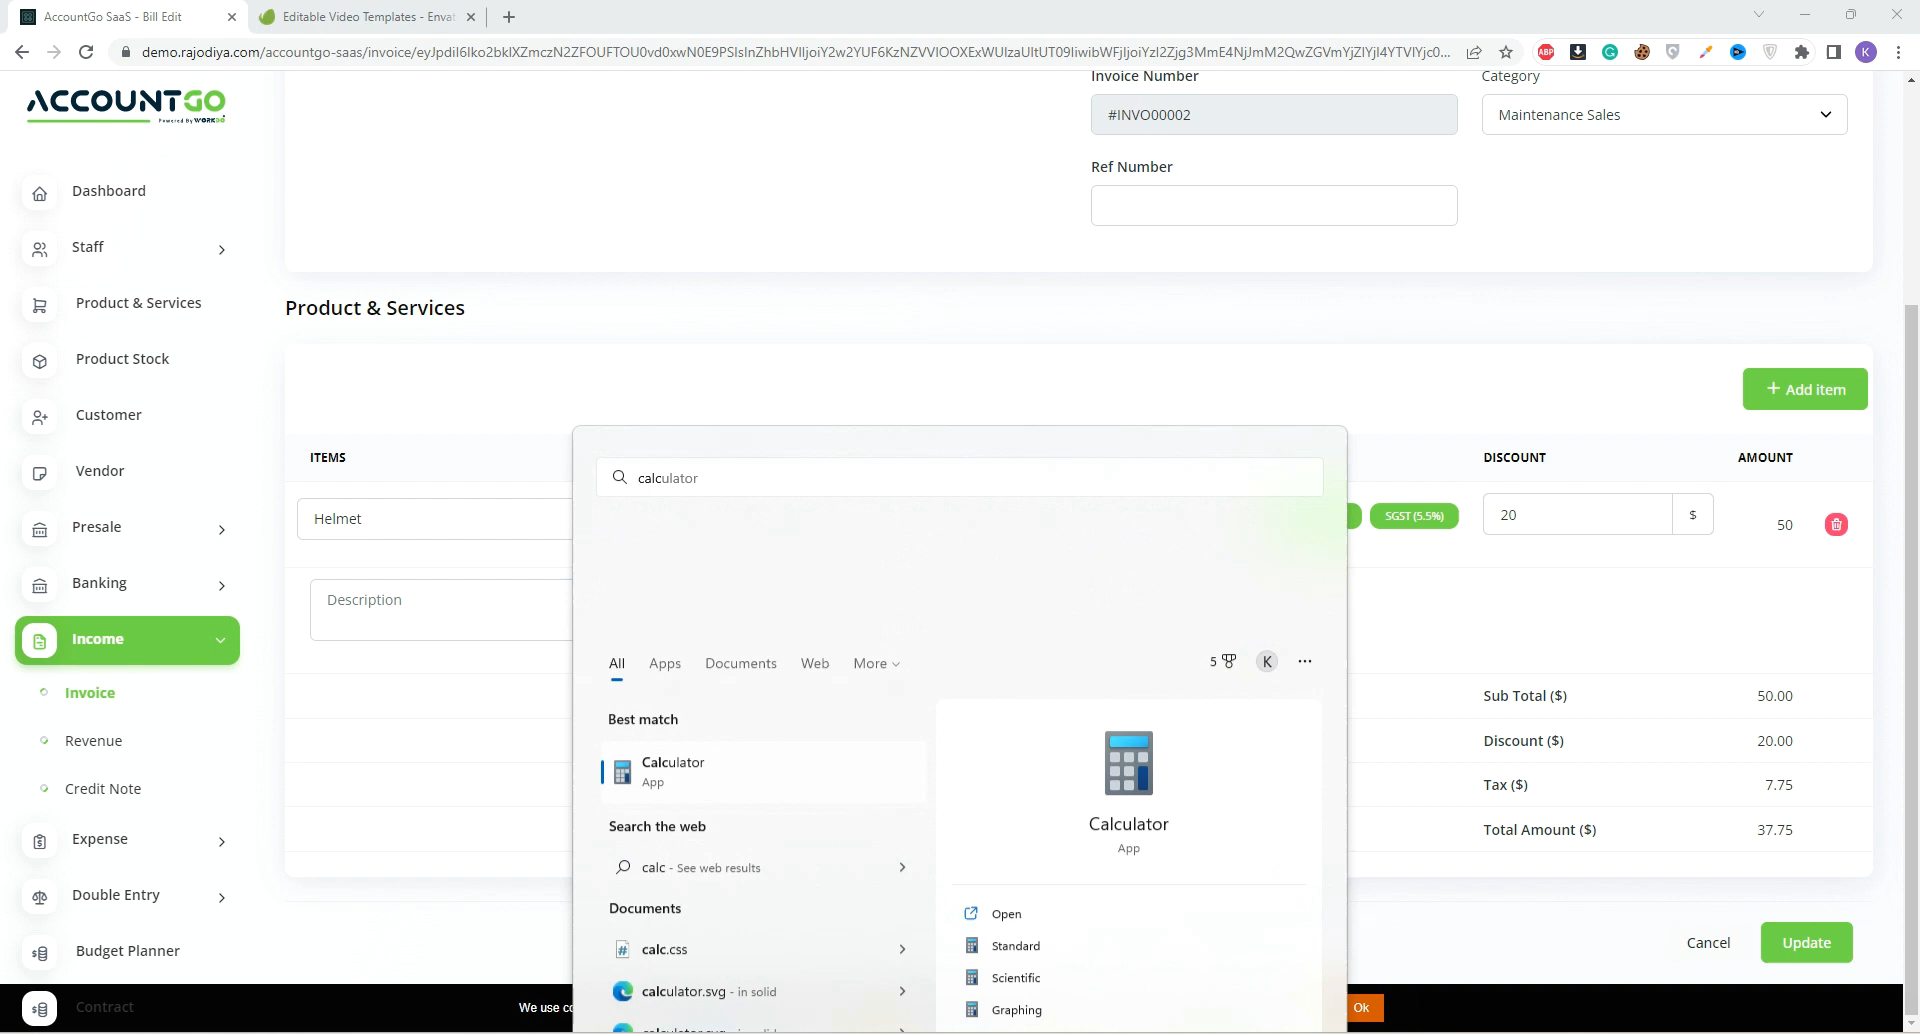 AccountGo SaaS - Bill Edit
Editable Video Templates - Envat
demo.rajodiya.com/accountgo-saas/invoice/
ABP
K
ACCOUNTGO
Powered By WORKDO
Dashboard
Staff
Product & Services
Product Stock
Customer
Vendor
Presale
Banking
Income
Invoice
Revenue
Credit Note
Expense
Double Entry
Budget Planner
Contract
Invoice Number
Category
#INVO00002
Maintenance Sales
Ref Number
Product & Services
+ Add item
ITEMS
DISCOUNT
AMOUNT
Helmet
SGST (5.5%)
20
$
50
Description
Sub Total ($)
50.00
Discount ($)
20.00
Tax ($)
7.75
Total Amount ($)
37.75
Cancel
Update
We use co
Ok
calculator
All
Apps
Documents
Web
More
5
K
Best match
Calculator
App
Search the web
calc - See web results
Documents
calc.css
calculator.svg - in solid
Calculator
App
Open
Standard
Scientific
Graphing